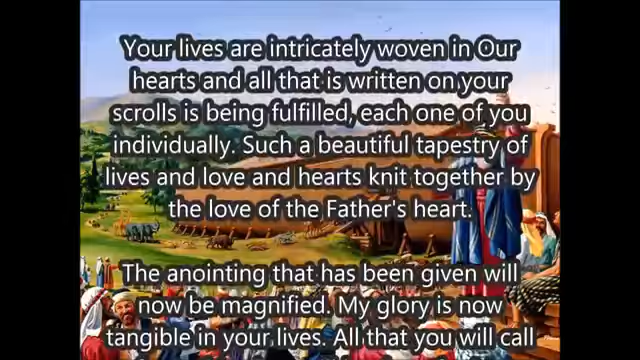 Your lives are intricately woven in Our
hearts and all that is written on your
scrolls is being fulfilled, each one of you
individually. Such a beautiful tapestry of
lives and love and hearts knit together by
the love of the Father's heart.
The anointing that has been given will
now be magnified. My glory is now
tangible in your lives. All that you will call